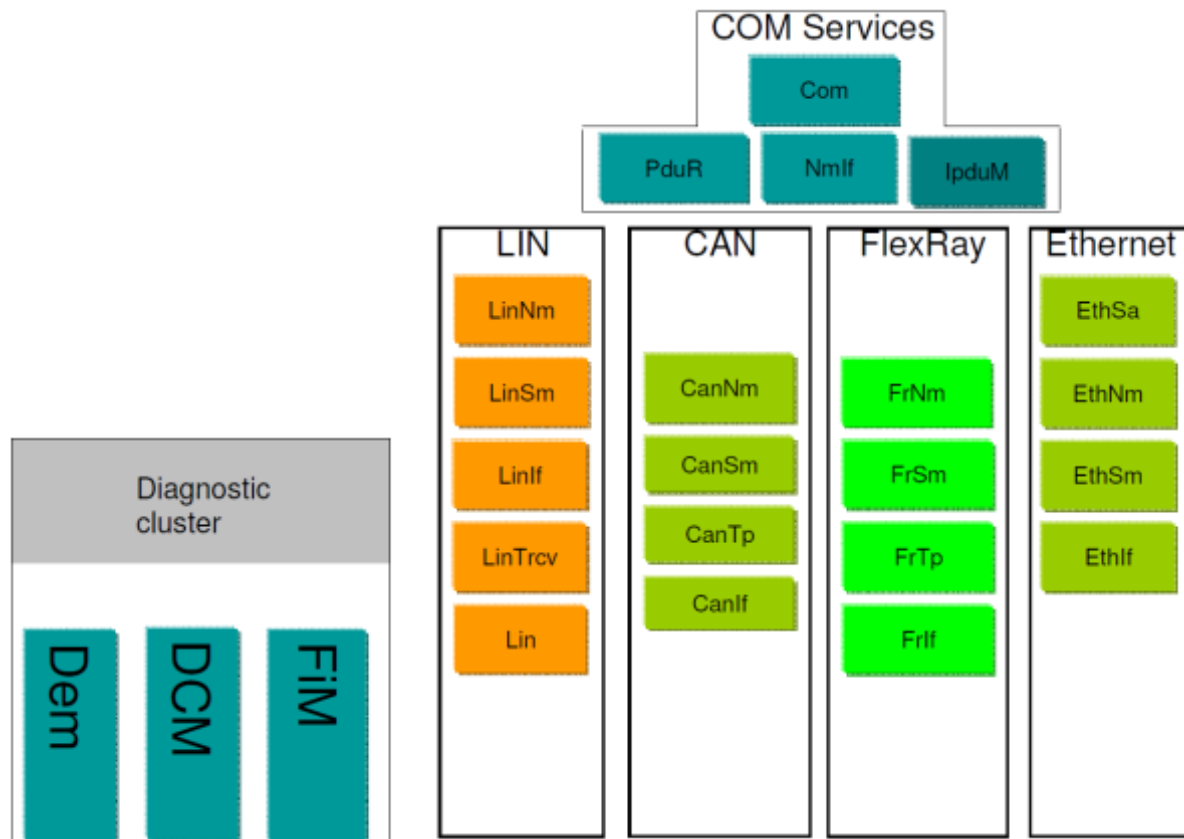 COM Services
Com
PduR
NmIf
IpduM
LIN
LinNm
LinSm
LinIf
LinTrcv
Lin
CAN
CanNm
CanSm
CanTp
CanIf
FlexRay
FrNm
FrSm
FrTp
FrIf
Ethernet
EthSa
EthNm
EthSm
EthIf
Diagnostic
cluster
Dem
DCM
FiM